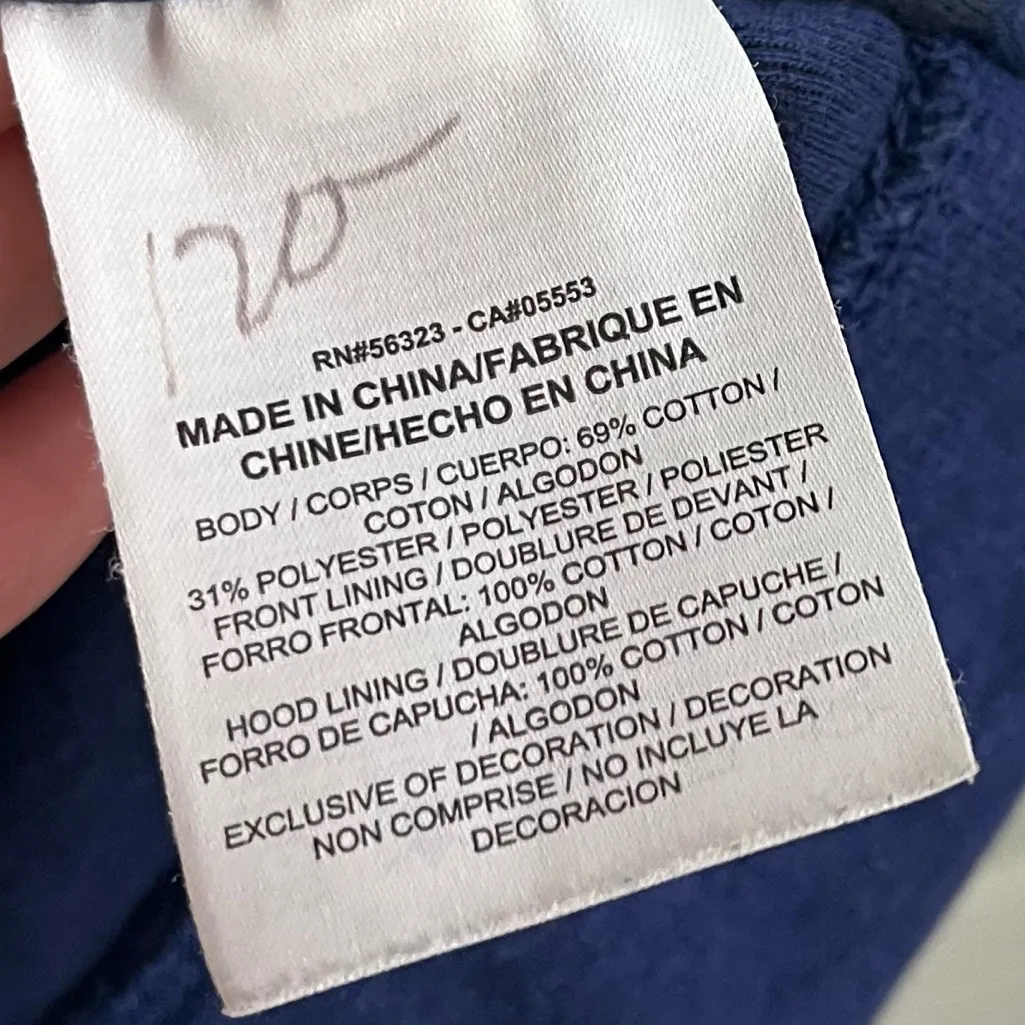 120
RN#56323 - CA#05553
MADE IN CHINA/FABRIQUE EN
CHINE/HECHO EN CHINA
BODY / CORPS / CUERPO: 69% COTTON /
COTON / ALGODON
31% POLYESTER / POLYESTER / POLIESTER
FRONT LINING / DOUBLURE DE DEVANT /
FORRO FRONTAL: 100% COTTON / COTON /
ALGODON
HOOD LINING / DOUBLURE DE CAPUCHE /
FORRO DE CAPUCHA: 100% COTTON / COTON
/ ALGODON
EXCLUSIVE OF DECORATION / DECORATION
NON COMPRISE / NO INCLUYE LA
DECORACION